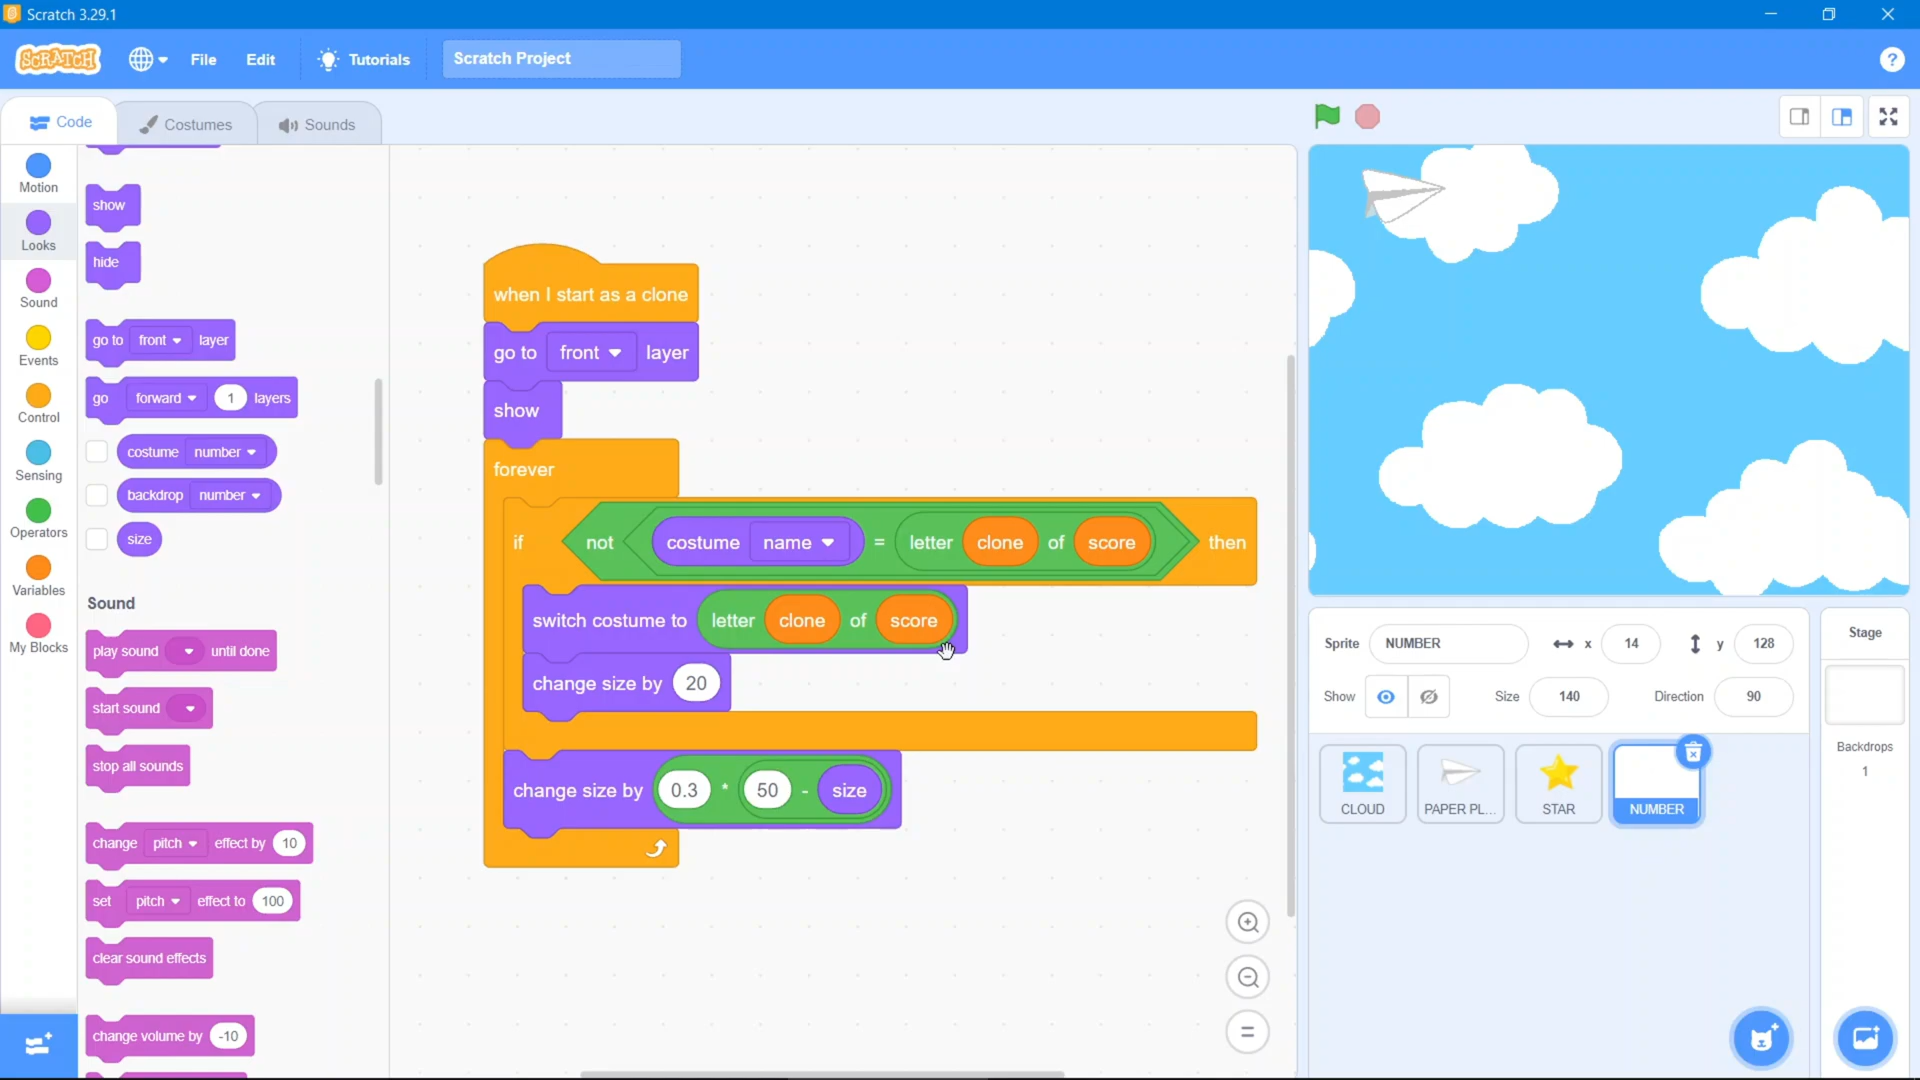 Scratch 3.29.1
SCRATCH
File
Edit
Tutorials
Scratch Project
?
Code
Costumes
Sounds
Motion
Looks
Sound
Events
Control
Sensing
Operators
Variables
My Blocks
show
hide
go to front layer
go forward 1 layers
costume number
backdrop number
size
Sound
play sound until done
start sound
stop all sounds
change pitch effect by 10
set pitch effect to 100
clear sound effects
change volume by -10
when I start as a clone
go to front layer
show
forever
if not costume name = letter clone of score then
switch costume to letter clone of score
change size by 20
change size by 0.3 * 50 - size
Sprite NUMBER x 14 y 128
Show Size 140 Direction 90
CLOUD
PAPER PL...
STAR
NUMBER
Stage
Backdrops
1